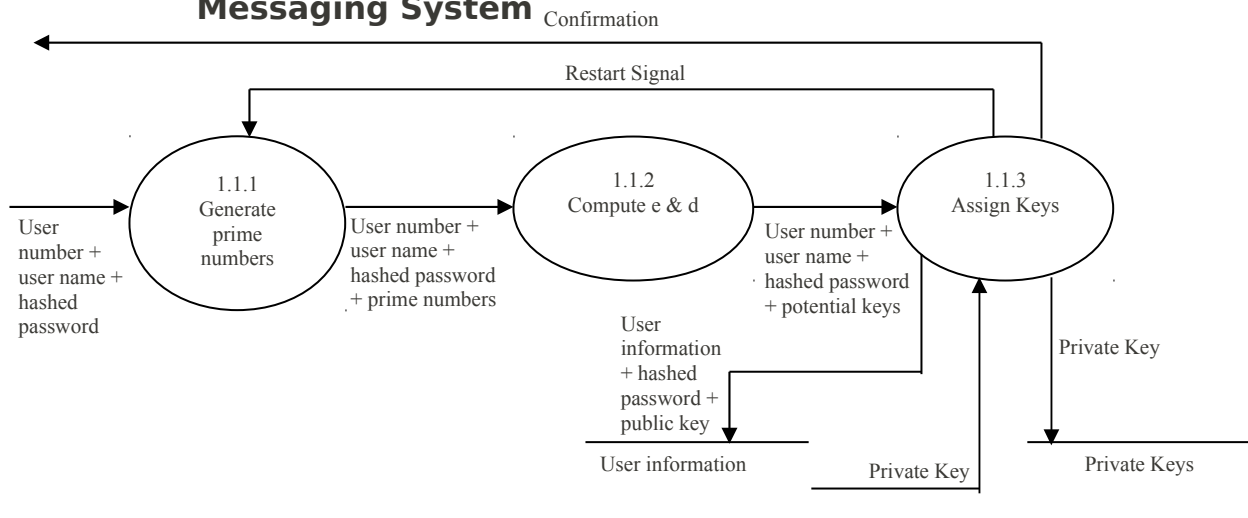 Messaging System
Confirmation
Restart Signal
1.1.1
Generate
prime
numbers
1.1.2
Compute e & d
1.1.3
Assign Keys
User
number +
user name +
hashed
password
User number +
user name +
hashed password
+ prime numbers
User number +
user name +
hashed password
+ potential keys
User
information
+ hashed
password +
public key
Private Key
User information
Private Key
Private Keys